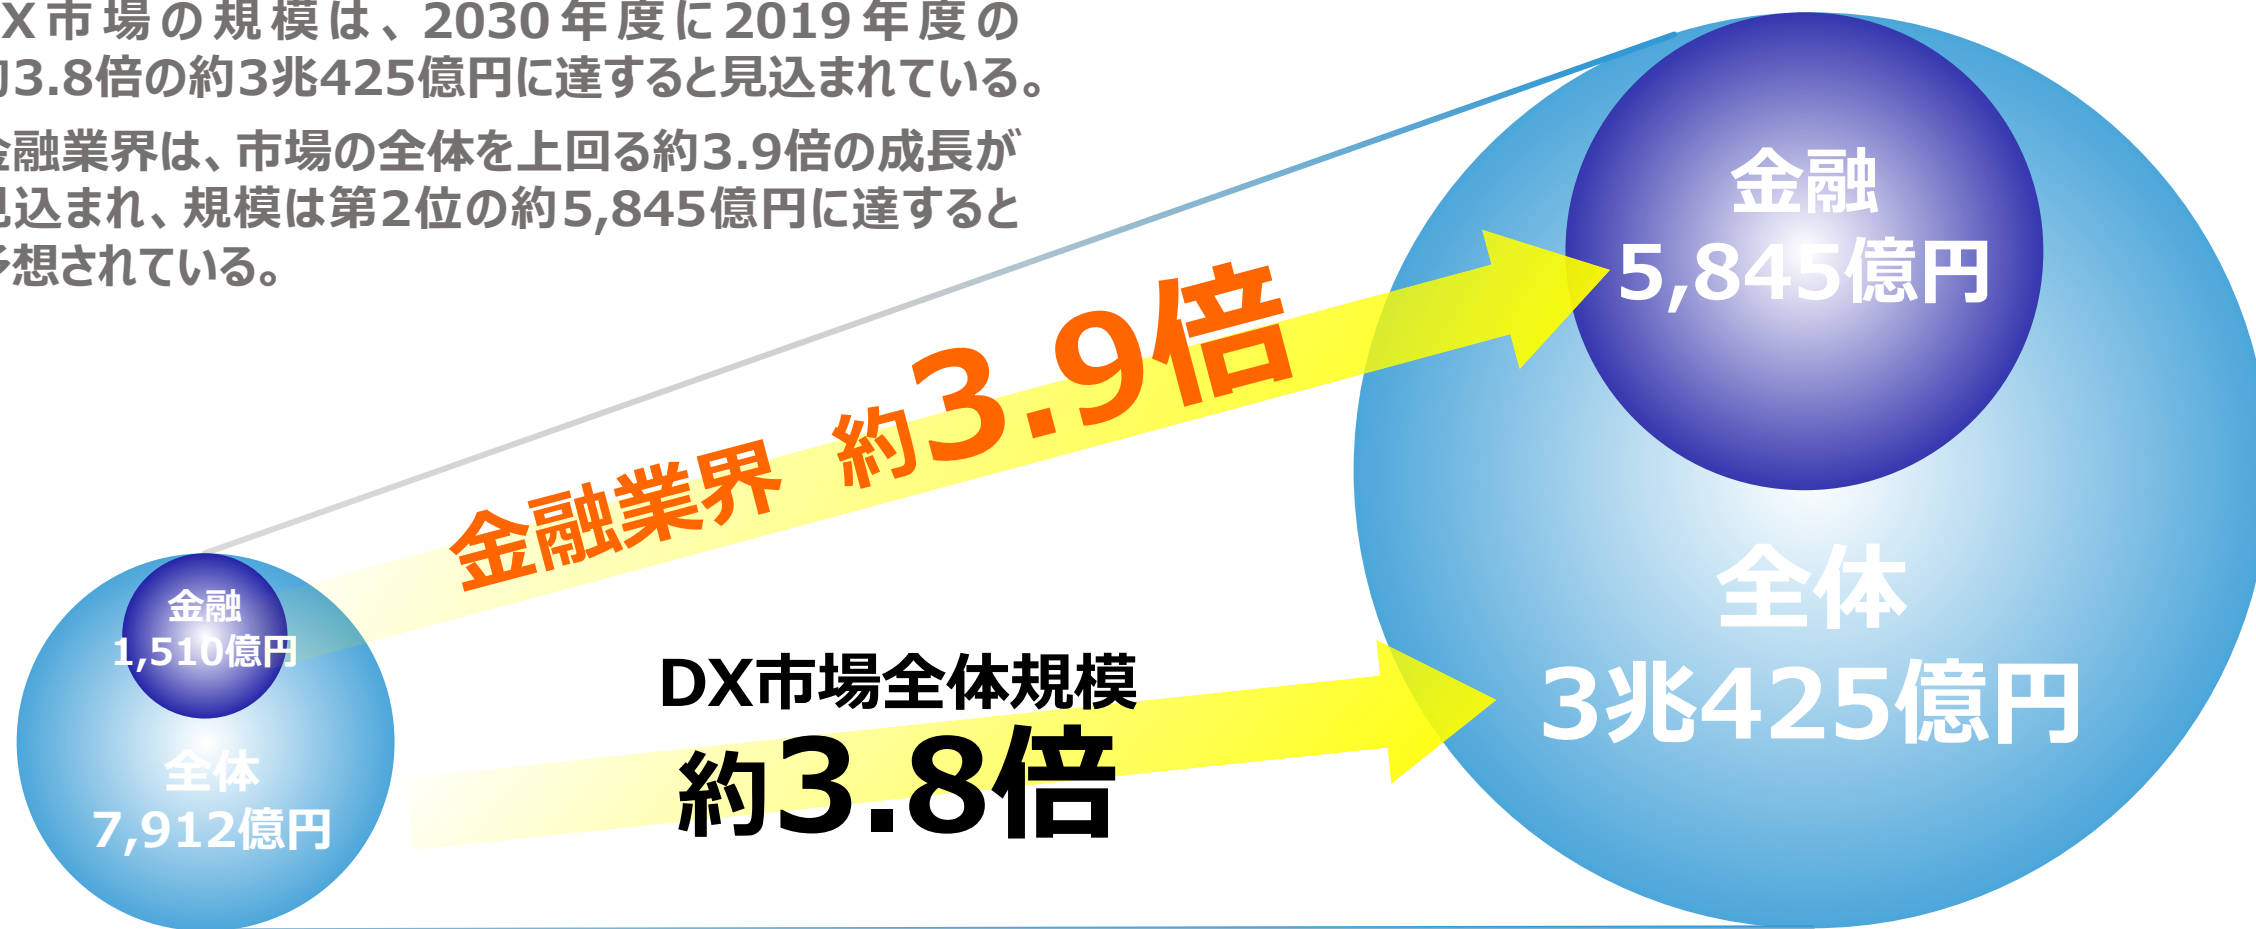 X市場の規模は、2030年度に2019年度の
約3.8倍の約3兆425億円に達すると見込まれている。
金融業界は、市場の全体を上回る約3.9倍の成長が
見込まれ、規模は第2位の約5,845億円に達すると
予想されている。
金融
5,845億円
金融業界 約3.9倍
全体
3兆425億円
金融
1,510億円
全体
7,912億円
DX市場全体規模
約3.8倍